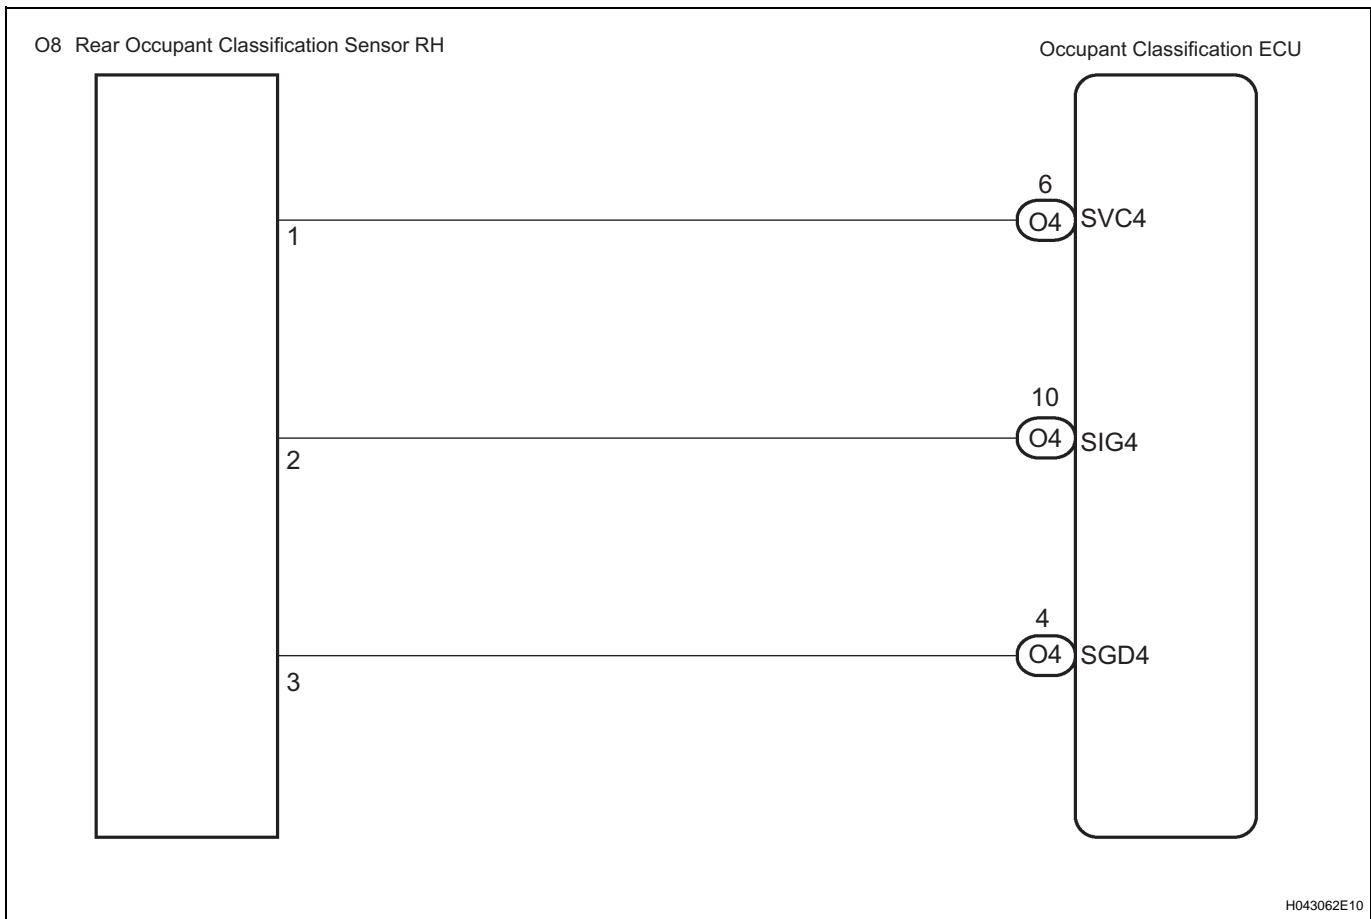 O8 Rear Occupant Classification Sensor RH
Occupant Classification ECU
6
1
O4
SVC4
10
2
O4
SIG4
4
3
O4
SGD4
H043062E10